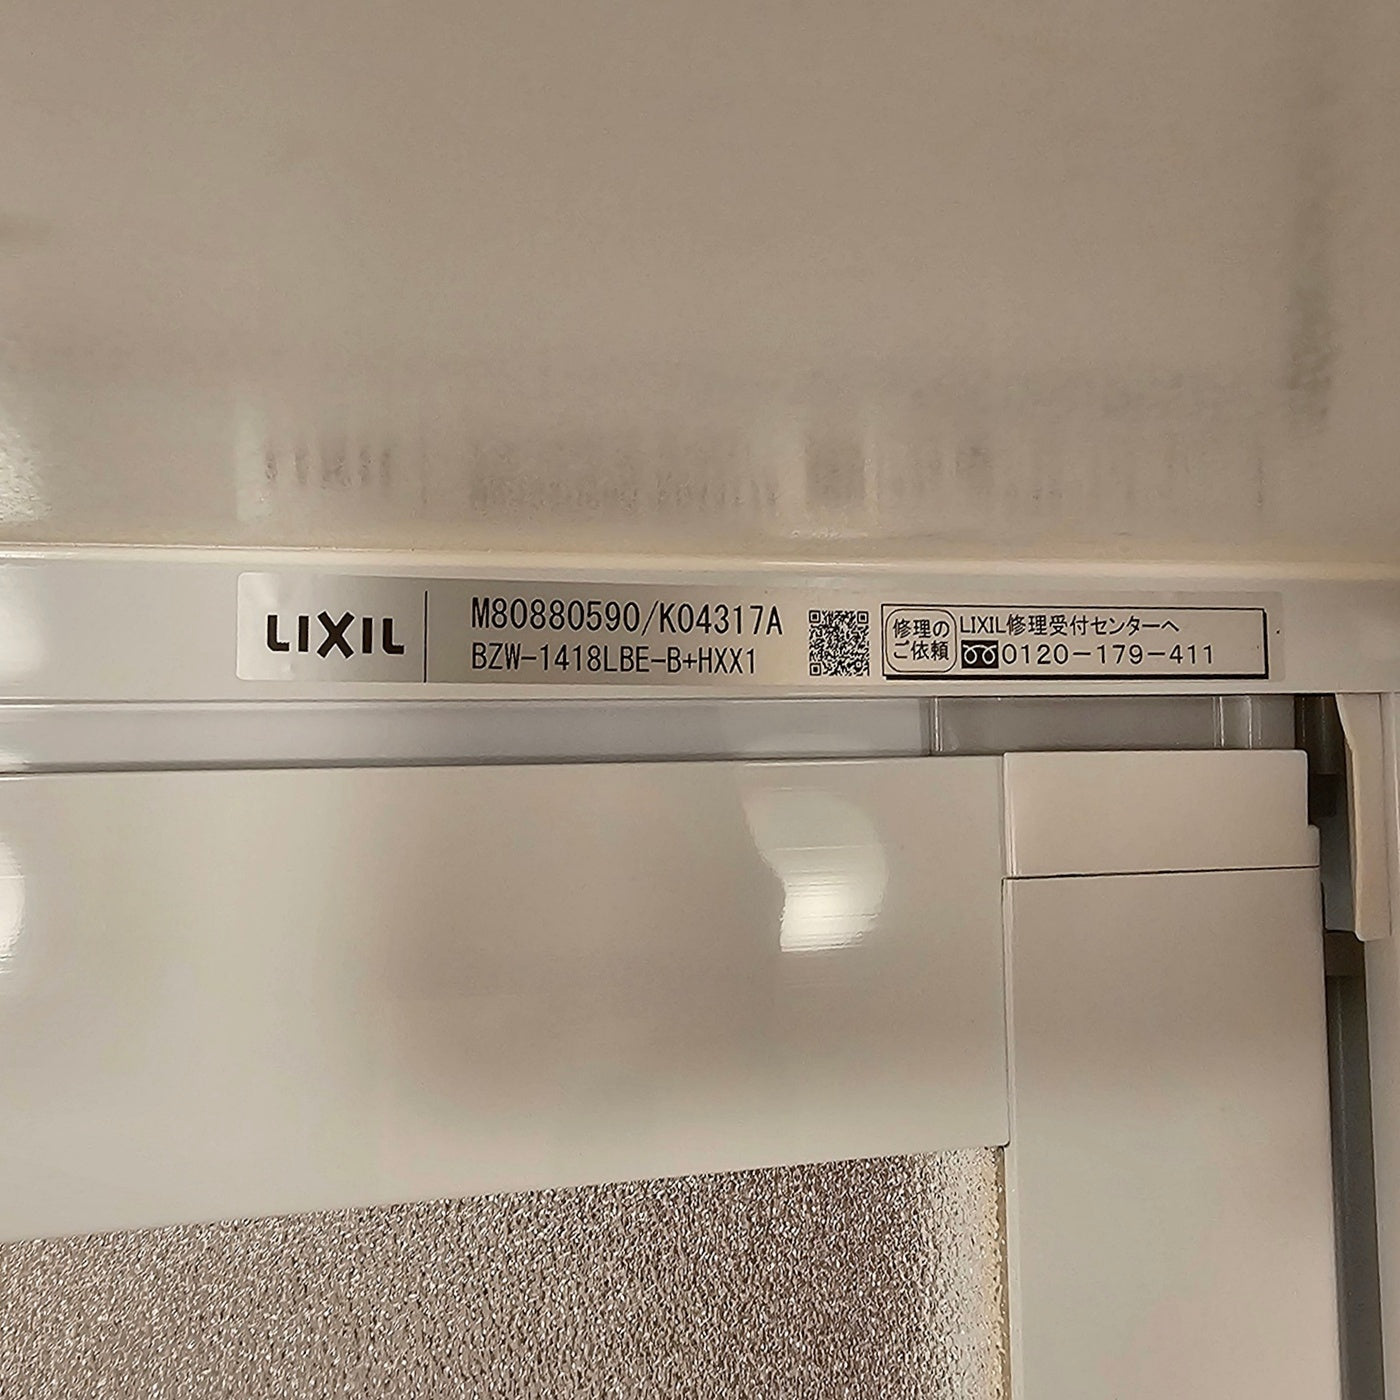 LIXIL
M80880590/K04317A
BZW-1418LBE-B+HXX1
修理の
ご依頼
LIXIL修理受付センターへ
0120-179-411